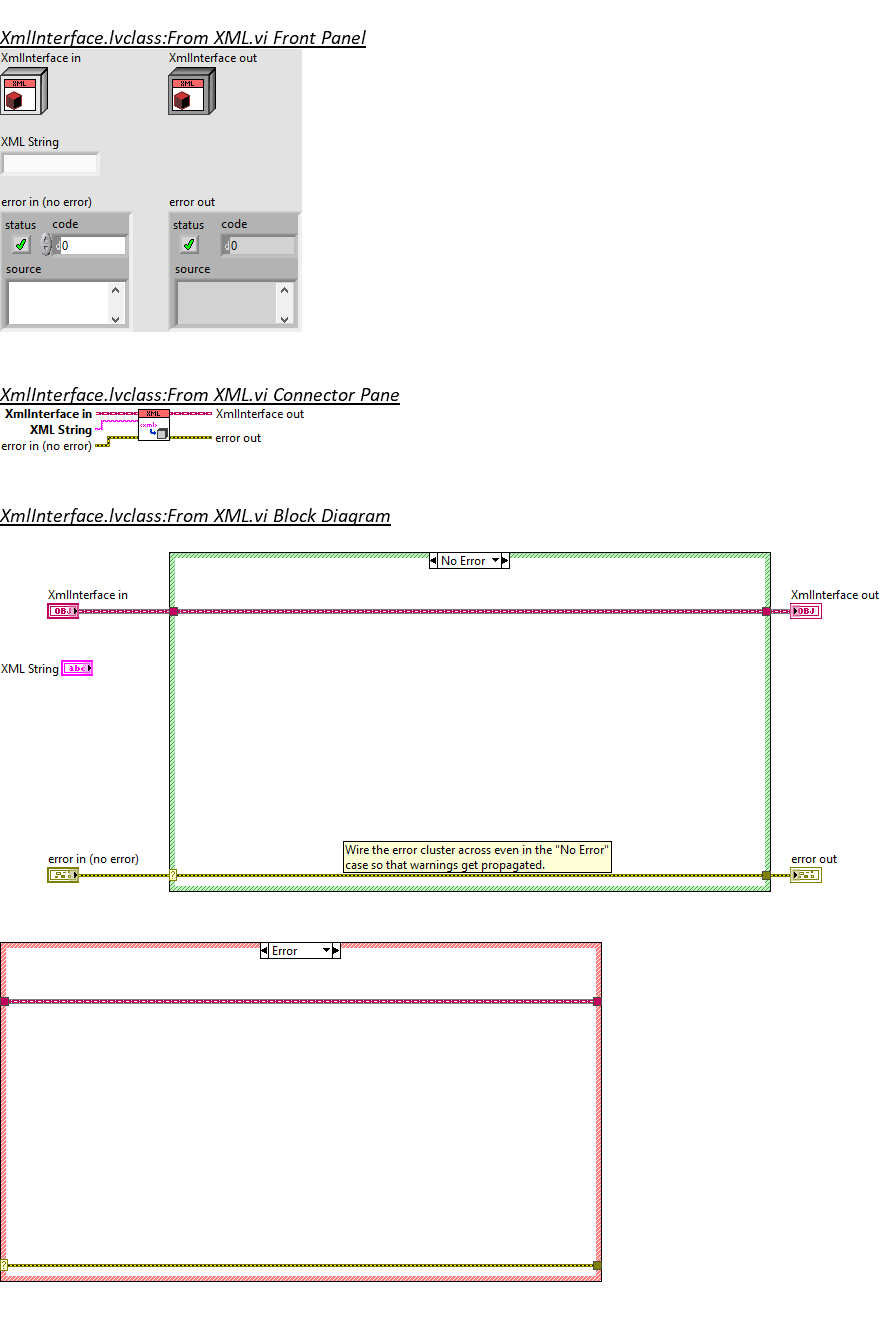 XmlInterface.lvclass:From XML.vi Front Panel
XmlInterface in
XmlInterface out
XML
XML
XML String
error in (no error)
error out
status
code
status
code
d0
d0
source
source
XmlInterface.lvclass:From XML.vi Connector Pane
XmlInterface in
XML
XmlInterface out
XML String
<xml>
error out
error in (no error)
XmlInterface.lvclass:From XML.vi Block Diagram
No Error
XmlInterface in
XmlInterface out
OBJ
OBJ
XML String
abc
Wire the error cluster across even in the "No Error"
case so that warnings get propagated.
error in (no error)
error out
?
Error
?